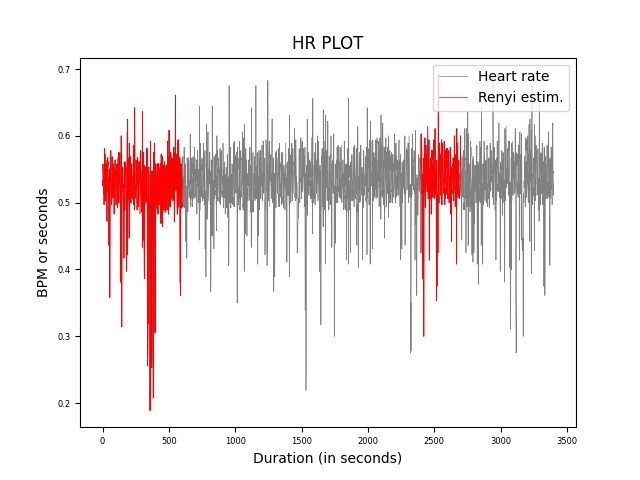 HR PLOT
Heart rate
Renyi estim.
BPM or seconds
0.7
0.6
0.5
0.4
0.3
0.2
0 500 1000 1500 2000 2500 3000 3500
Duration (in seconds)